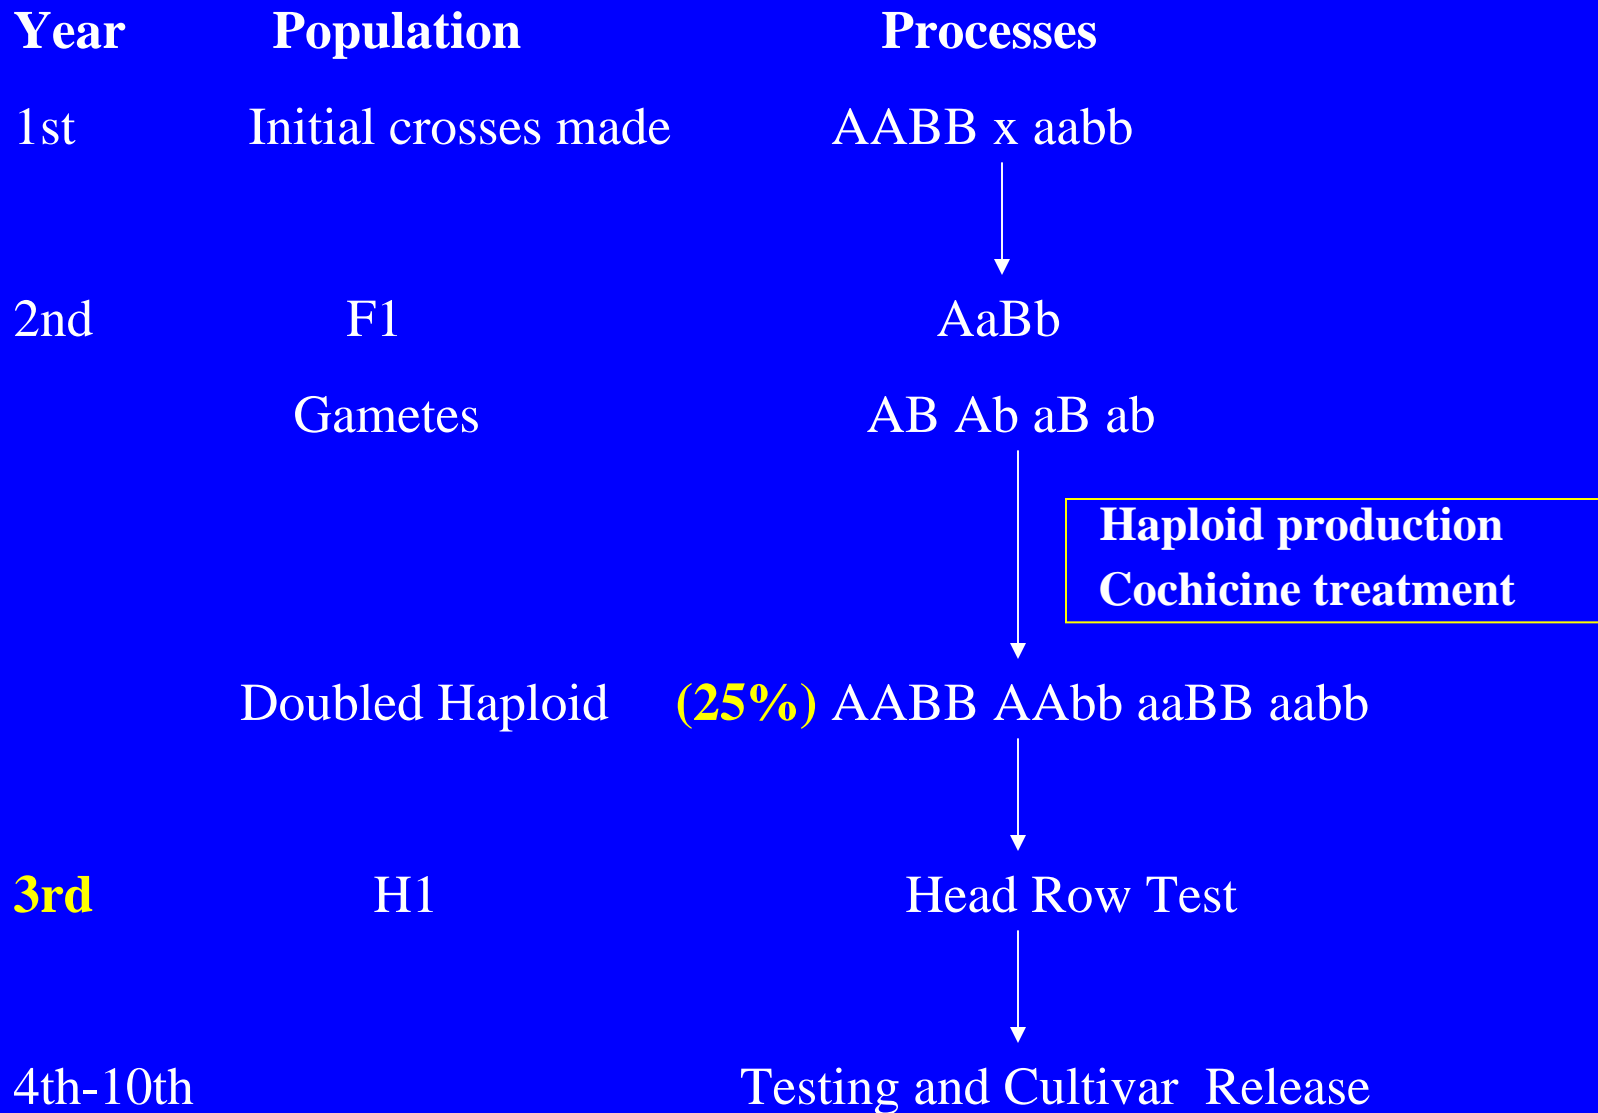 Year Population Processes
1st Initial crosses made AABB x aabb
2nd F1 AaBb
Gametes AB Ab aB ab
Haploid production
Cochicine treatment
Doubled Haploid (25%) AABB AAbb aaBB aabb
3rd H1 Head Row Test
4th-10th Testing and Cultivar Release